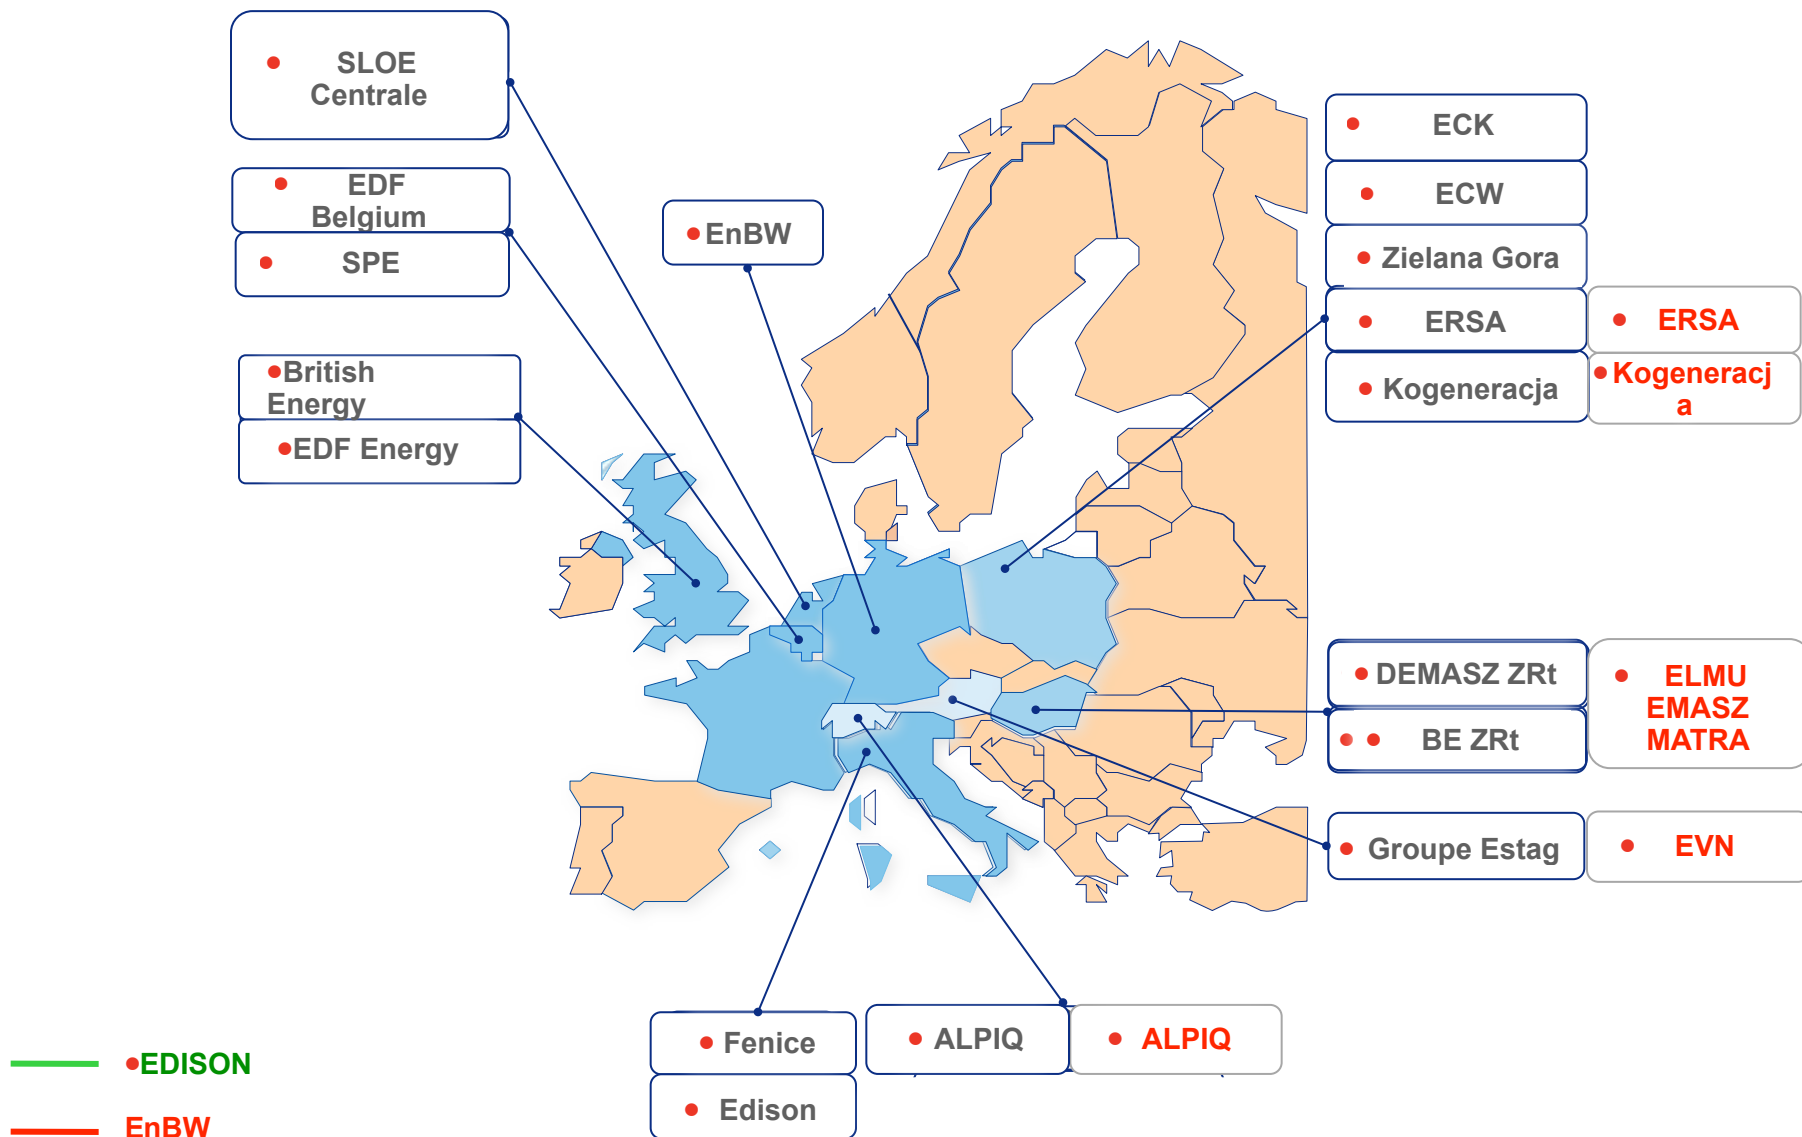 SLOE
Centrale
EDF
Belgium
SPE
British
Energy
EDF Energy
EnBW
ECK
ECW
Zielana Gora
ERSA
ERSA
Kogeneracja
Kogeneracj
a
DEMASZ ZRt
BE ZRt
ELMU
EMASZ
MATRA
Groupe Estag
EVN
Fenice
Edison
ALPIQ
ALPIQ
EDISON
EnBW